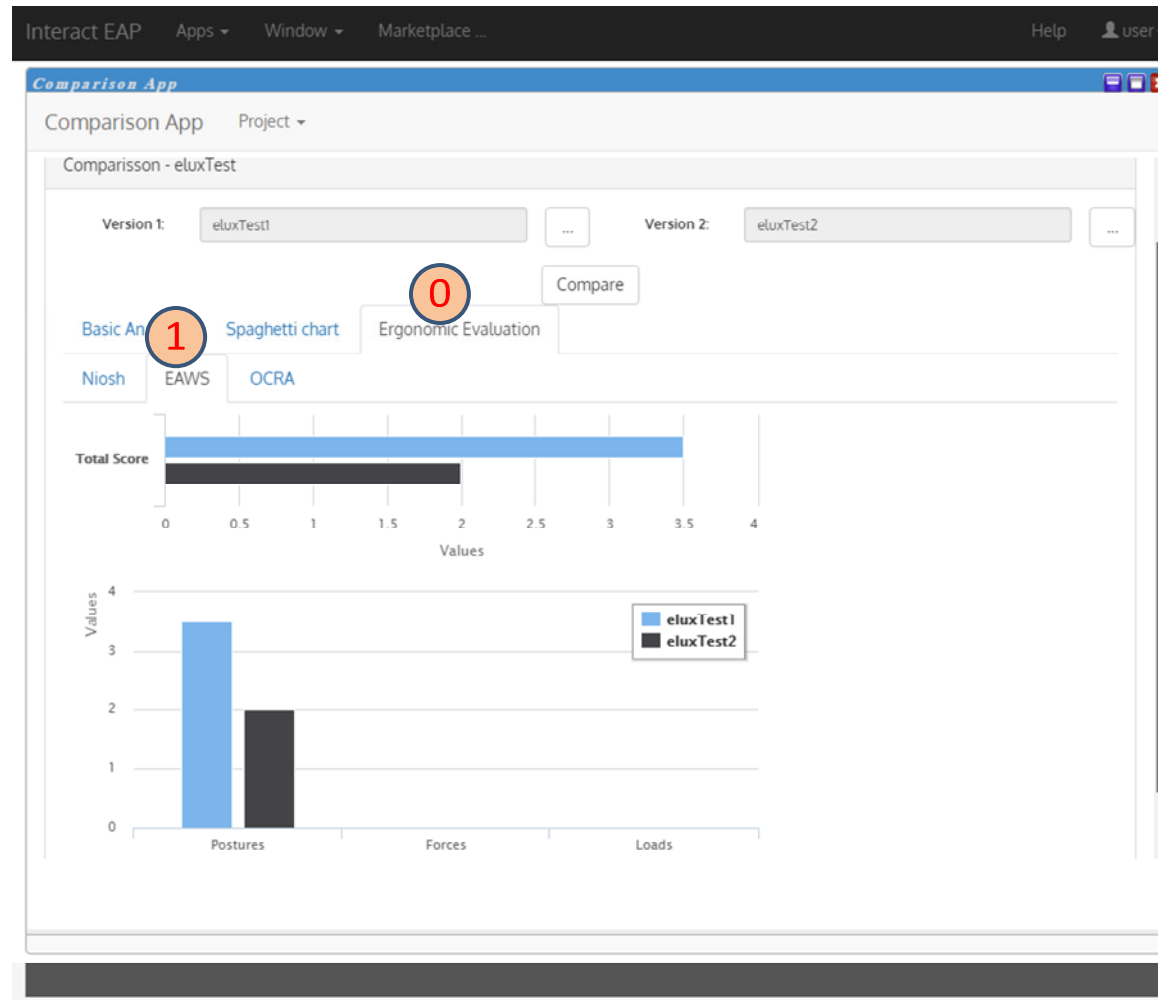 Interact EAP Apps Window Marketplace ... Help user
Comparison App
Comparison App Project
Comparisson - eluxTest
Version 1: eluxTest1 ... Version 2: eluxTest2 ...
Compare
0
Basic An Spaghetti chart Ergonomic Evaluation
1
Niosh EAWS OCRA
Total Score
0 0.5 1 1.5 2 2.5 3 3.5 4
Values
Values
4
3
2
1
0
eluxTest1
eluxTest2
Postures Forces Loads